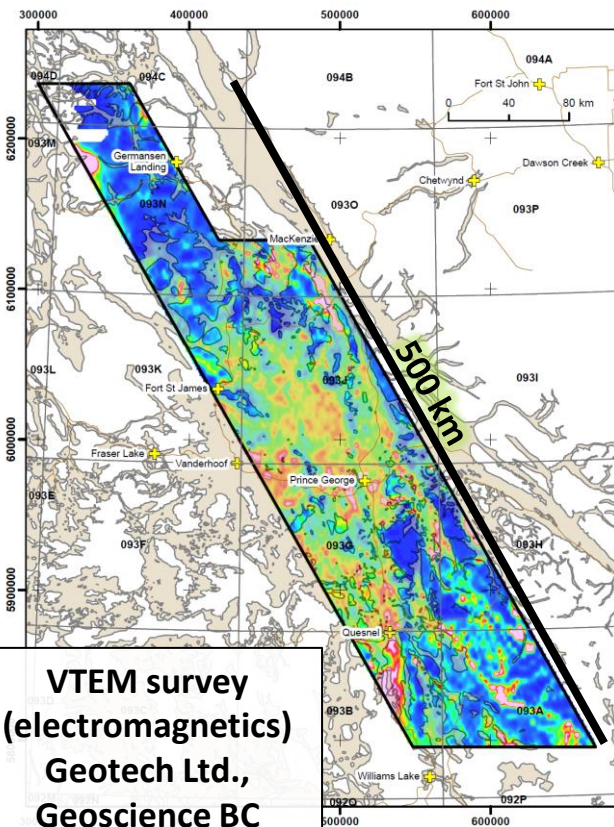 300000 400000 500000 600000
094D
094C
094B
094A
Fort St John
0 40 80 km
6200000
093M
Germansen
Landing
Dawson Creek
Chetwynd
093N
093O
093P
MacKenzie
6100000
500 km
093L
093K
093J
093I
Fort St James
6000000
Fraser Lake
Vanderhoof
Prince George
093E
093F
093G
093H
5900000
Quesnel
VTEM survey
(electromagnetics)
Geotech Ltd.,
Geoscience BC
093B
093A
Williams Lake
092O
092P
500000 600000